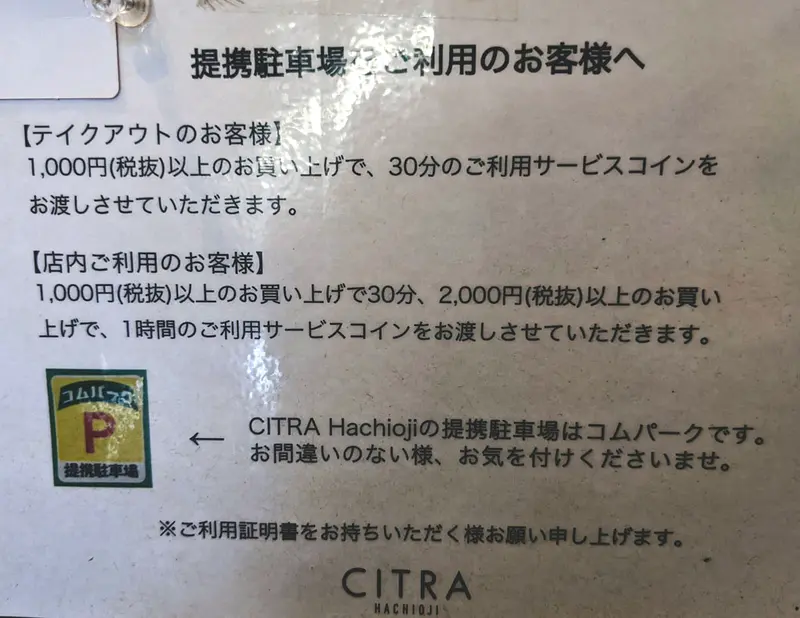 提携駐車場をご利用のお客様へ
【テイクアウトのお客様】
1,000円(税抜)以上のお買い上げで、30分のご利用サービスコインを
お渡しさせていただきます。
【店内ご利用のお客様】
1,000円(税抜)以上のお買い上げで30分、2,000円(税抜)以上のお買い
上げで、1時間のご利用サービスコインをお渡しさせていただきます。
コムパーク
P
提携駐車場
← CITRA Hachiojiの提携駐車場はコムパークです。
お間違いのない様、お気を付けくださいませ。
※ご利用証明書をお持ちいただく様お願い申し上げます。
CITRA
HACHIOJI